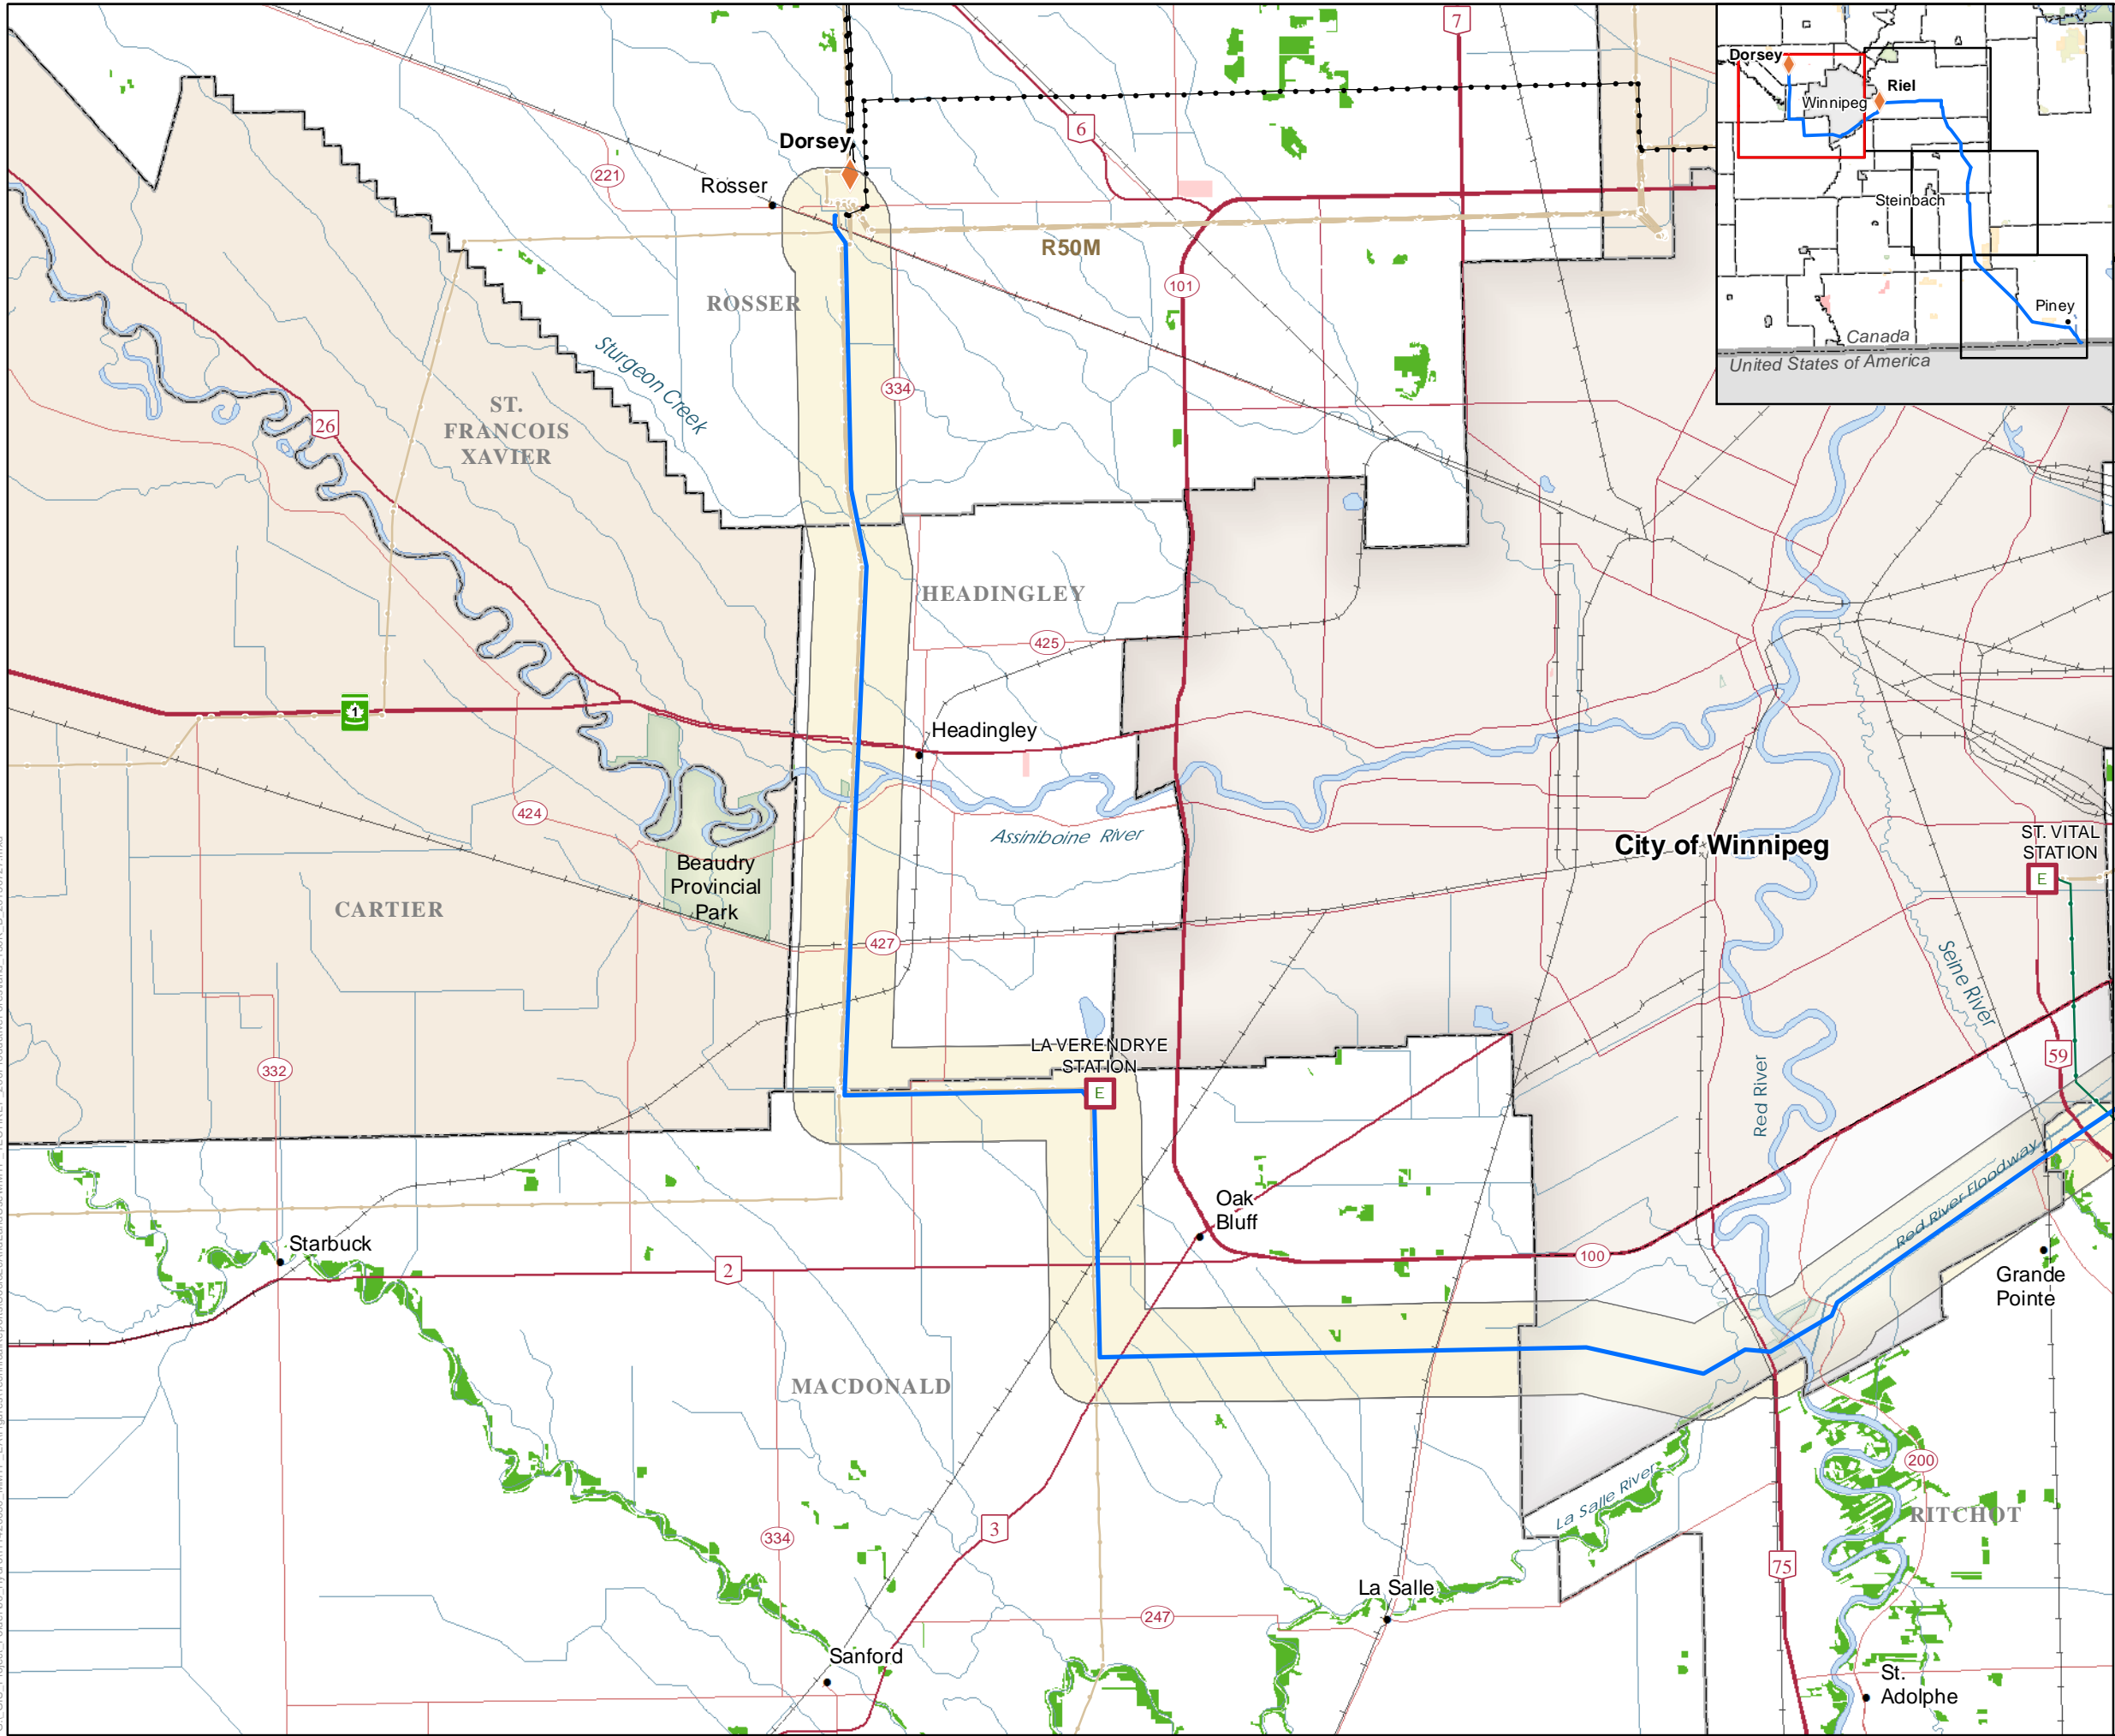 7
Dorsey
Riel
Winnipeg
Steinbach
Piney
Canada
United States of America
6
Dorsey
221
Rosser
R50M
101
ROSSER
Sturgeon Creek
334
ST.
FRANCOIS
XAVIER
26
HEADINGLEY
425
1
Headingley
424
Assiniboine River
City of Winnipeg
ST. VITAL
STATION
E
Beaudry
Provincial
Park
CARTIER
427
Seine River
LA VERENDRYE
STATION
E
332
59
Red River
Red River Floodway
Oak
Bluff
Starbuck
2
100
Grande
Pointe
MACDONALD
200
La Salle River
RITCHOT
3
334
75
La Salle
247
Sanford
St.
Adolphe